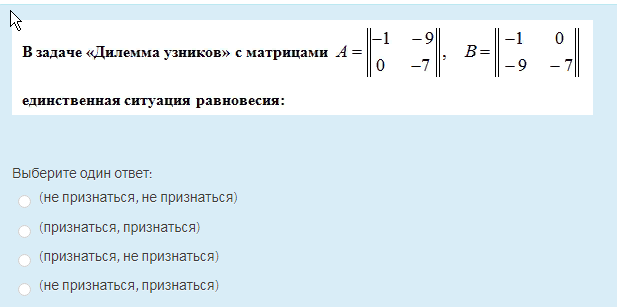 В задаче «Дилемма узников» с матрицами A = ‖−1 −9‖, B = ‖−1 0‖
‖0 −7‖ ‖−9 −7‖
единственная ситуация равновесия:
Выберите один ответ:
(не признаться, не признаться)
(признаться, признаться)
(признаться, не признаться)
(не признаться, признаться)